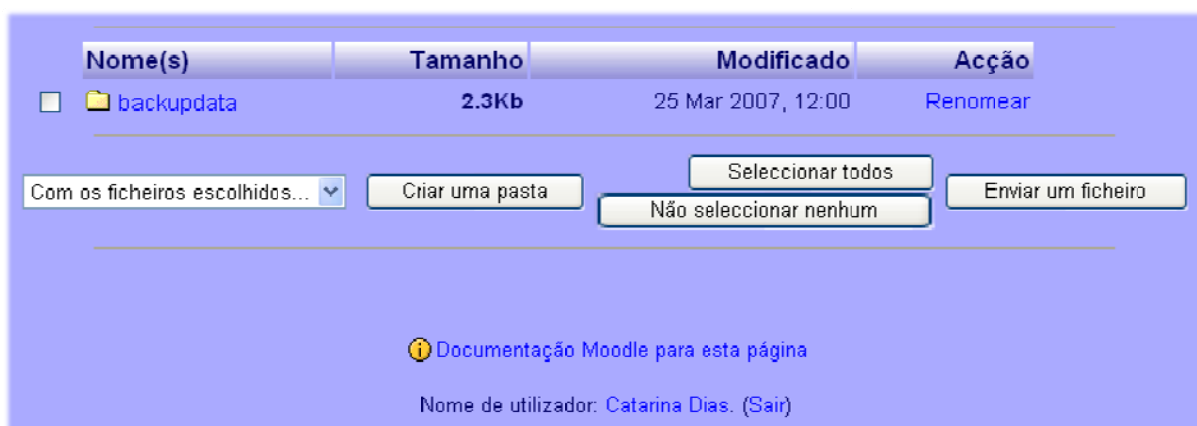 Nome(s) Tamanho Modificado Acção
backupdata 2.3Kb 25 Mar 2007, 12:00 Renomear
Com os ficheiros escolhidos... Criar uma pasta Seleccionar todos Enviar um ficheiro
Não seleccionar nenhum
Documentação Moodle para esta página
Nome de utilizador: Catarina Dias. (Sair)